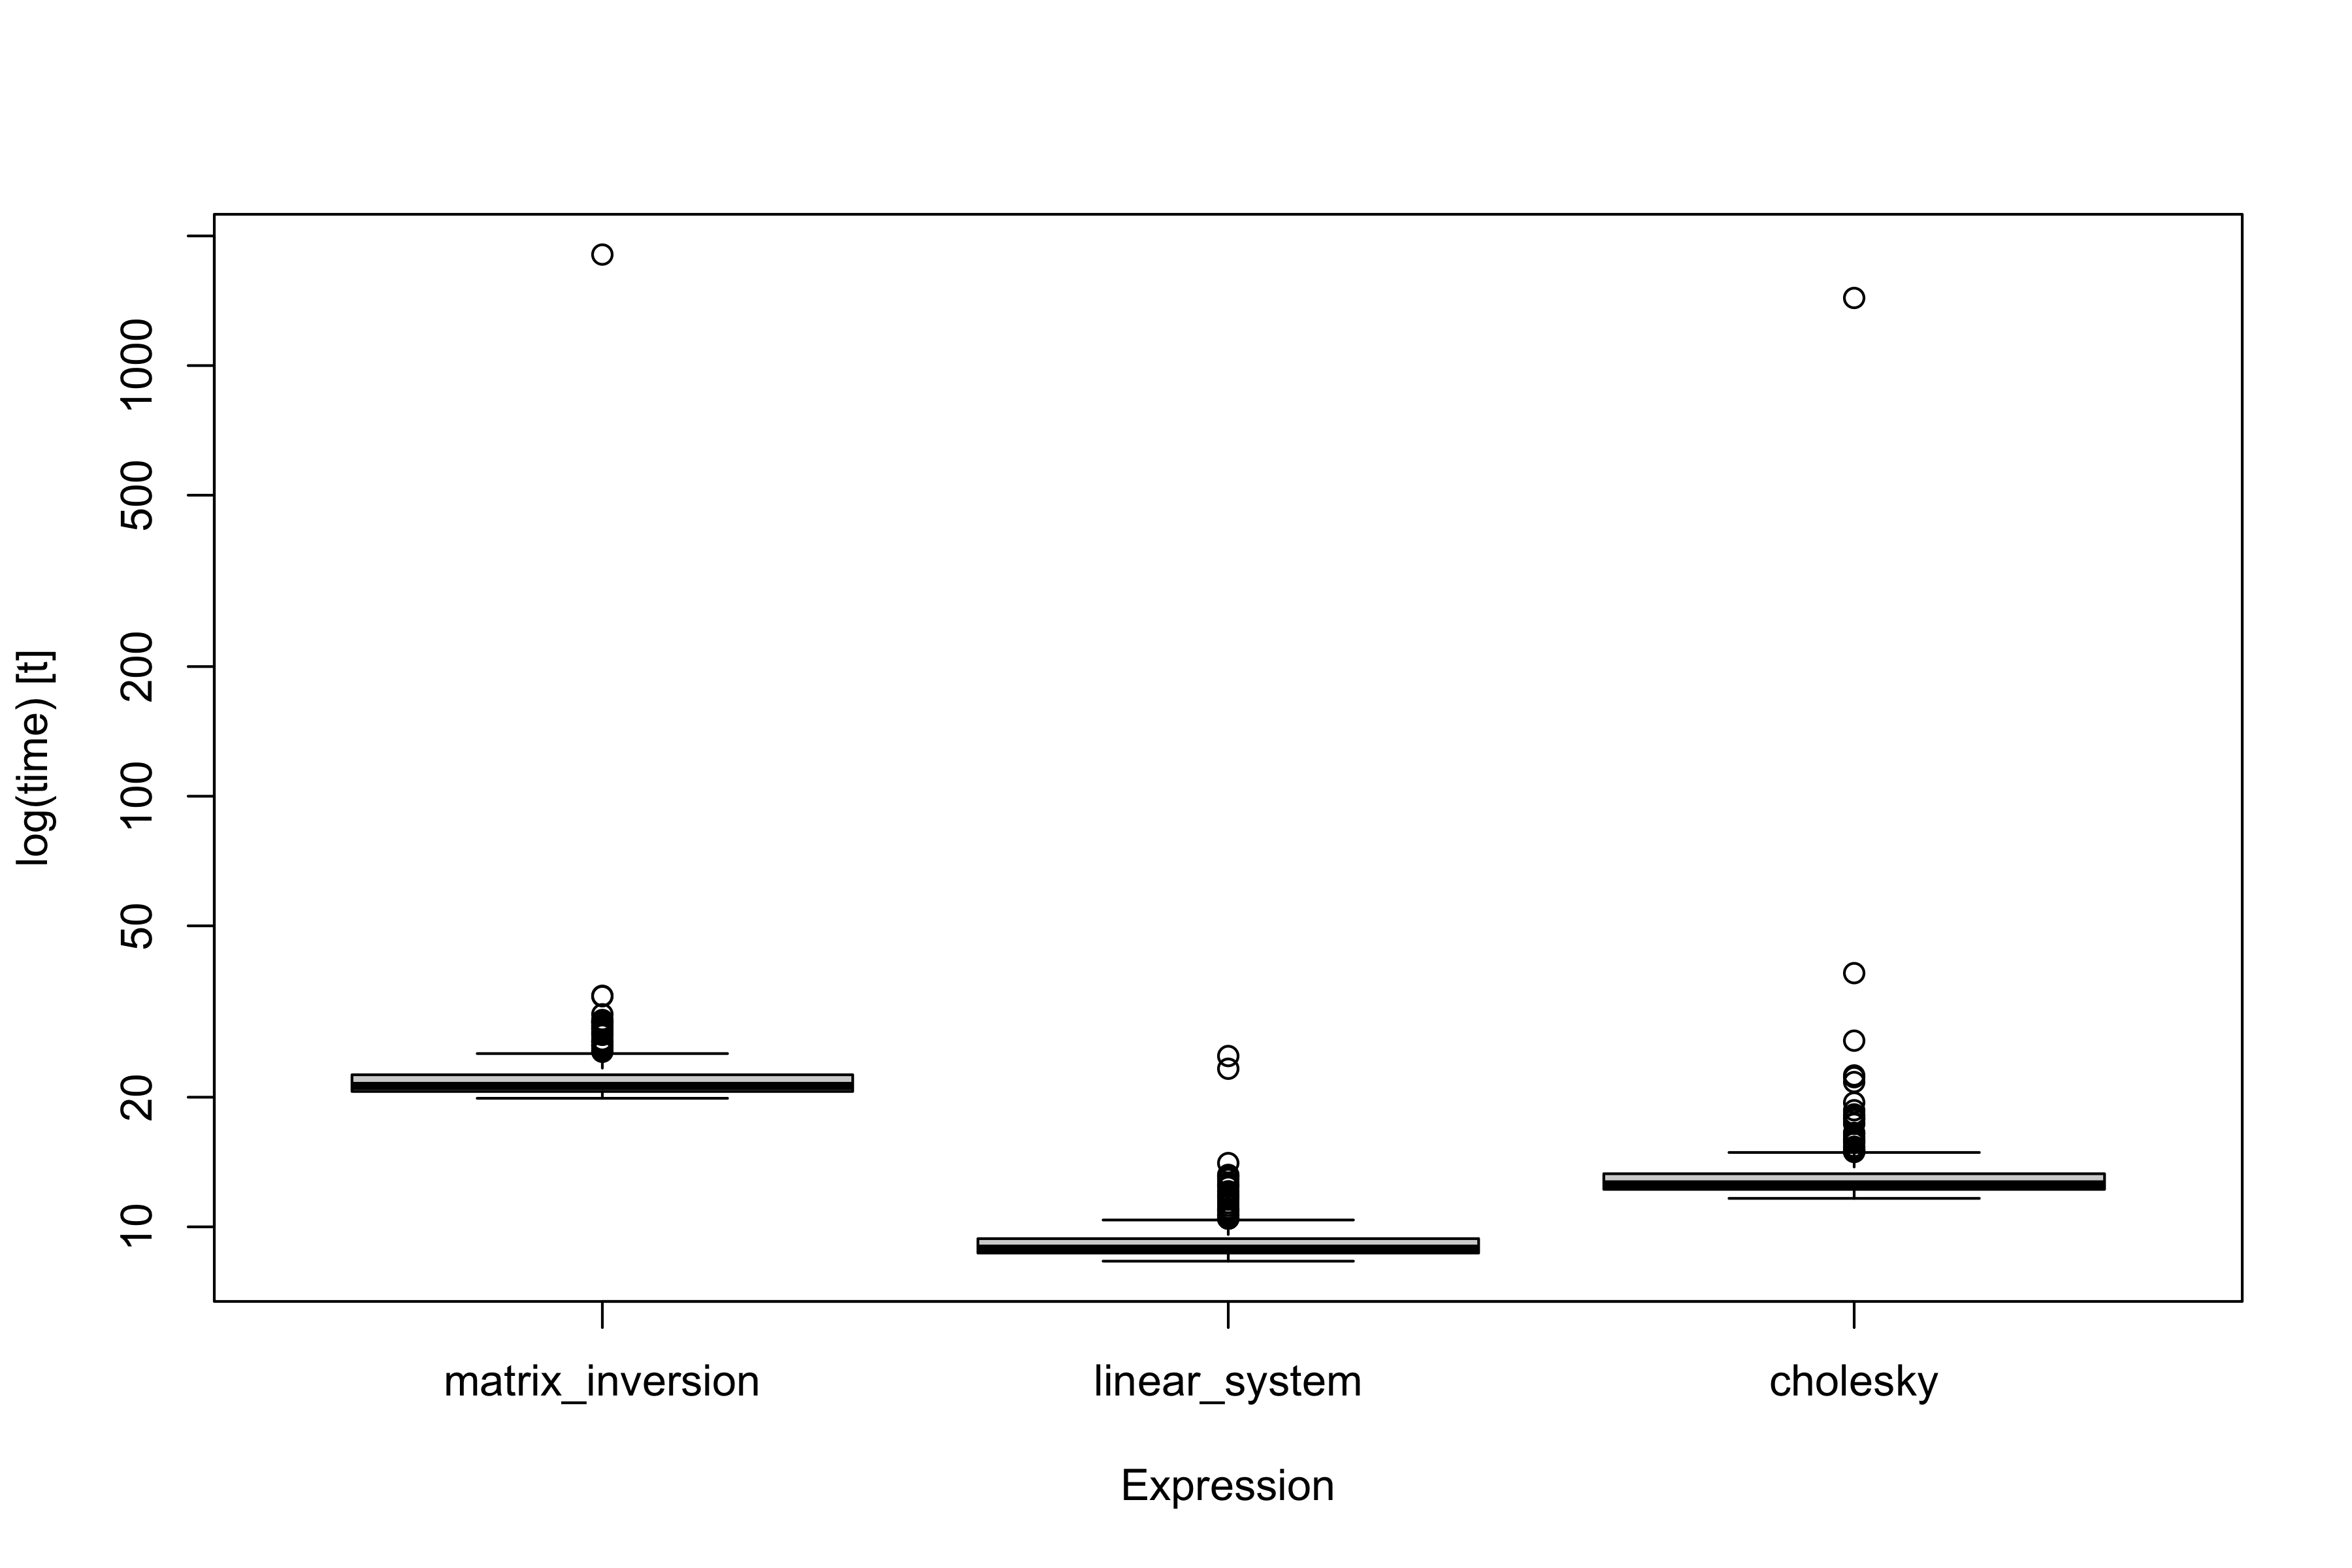 log(time) [t]
1000
500
200
100
50
20
10
matrix_inversion
linear_system
cholesky
Expression